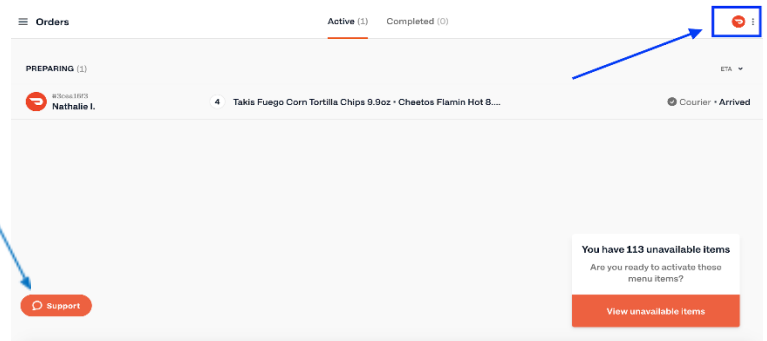 Orders
Active (1)
Completed (0)
PREPARING (1)
ETA
Nathalie I.
4
Takis Fuego Corn Tortilla Chips 9.9oz • Cheetos Flamin Hot 8....
Courier • Arrived
You have 113 unavailable items
Are you ready to activate these
menu items?
View unavailable items
Support